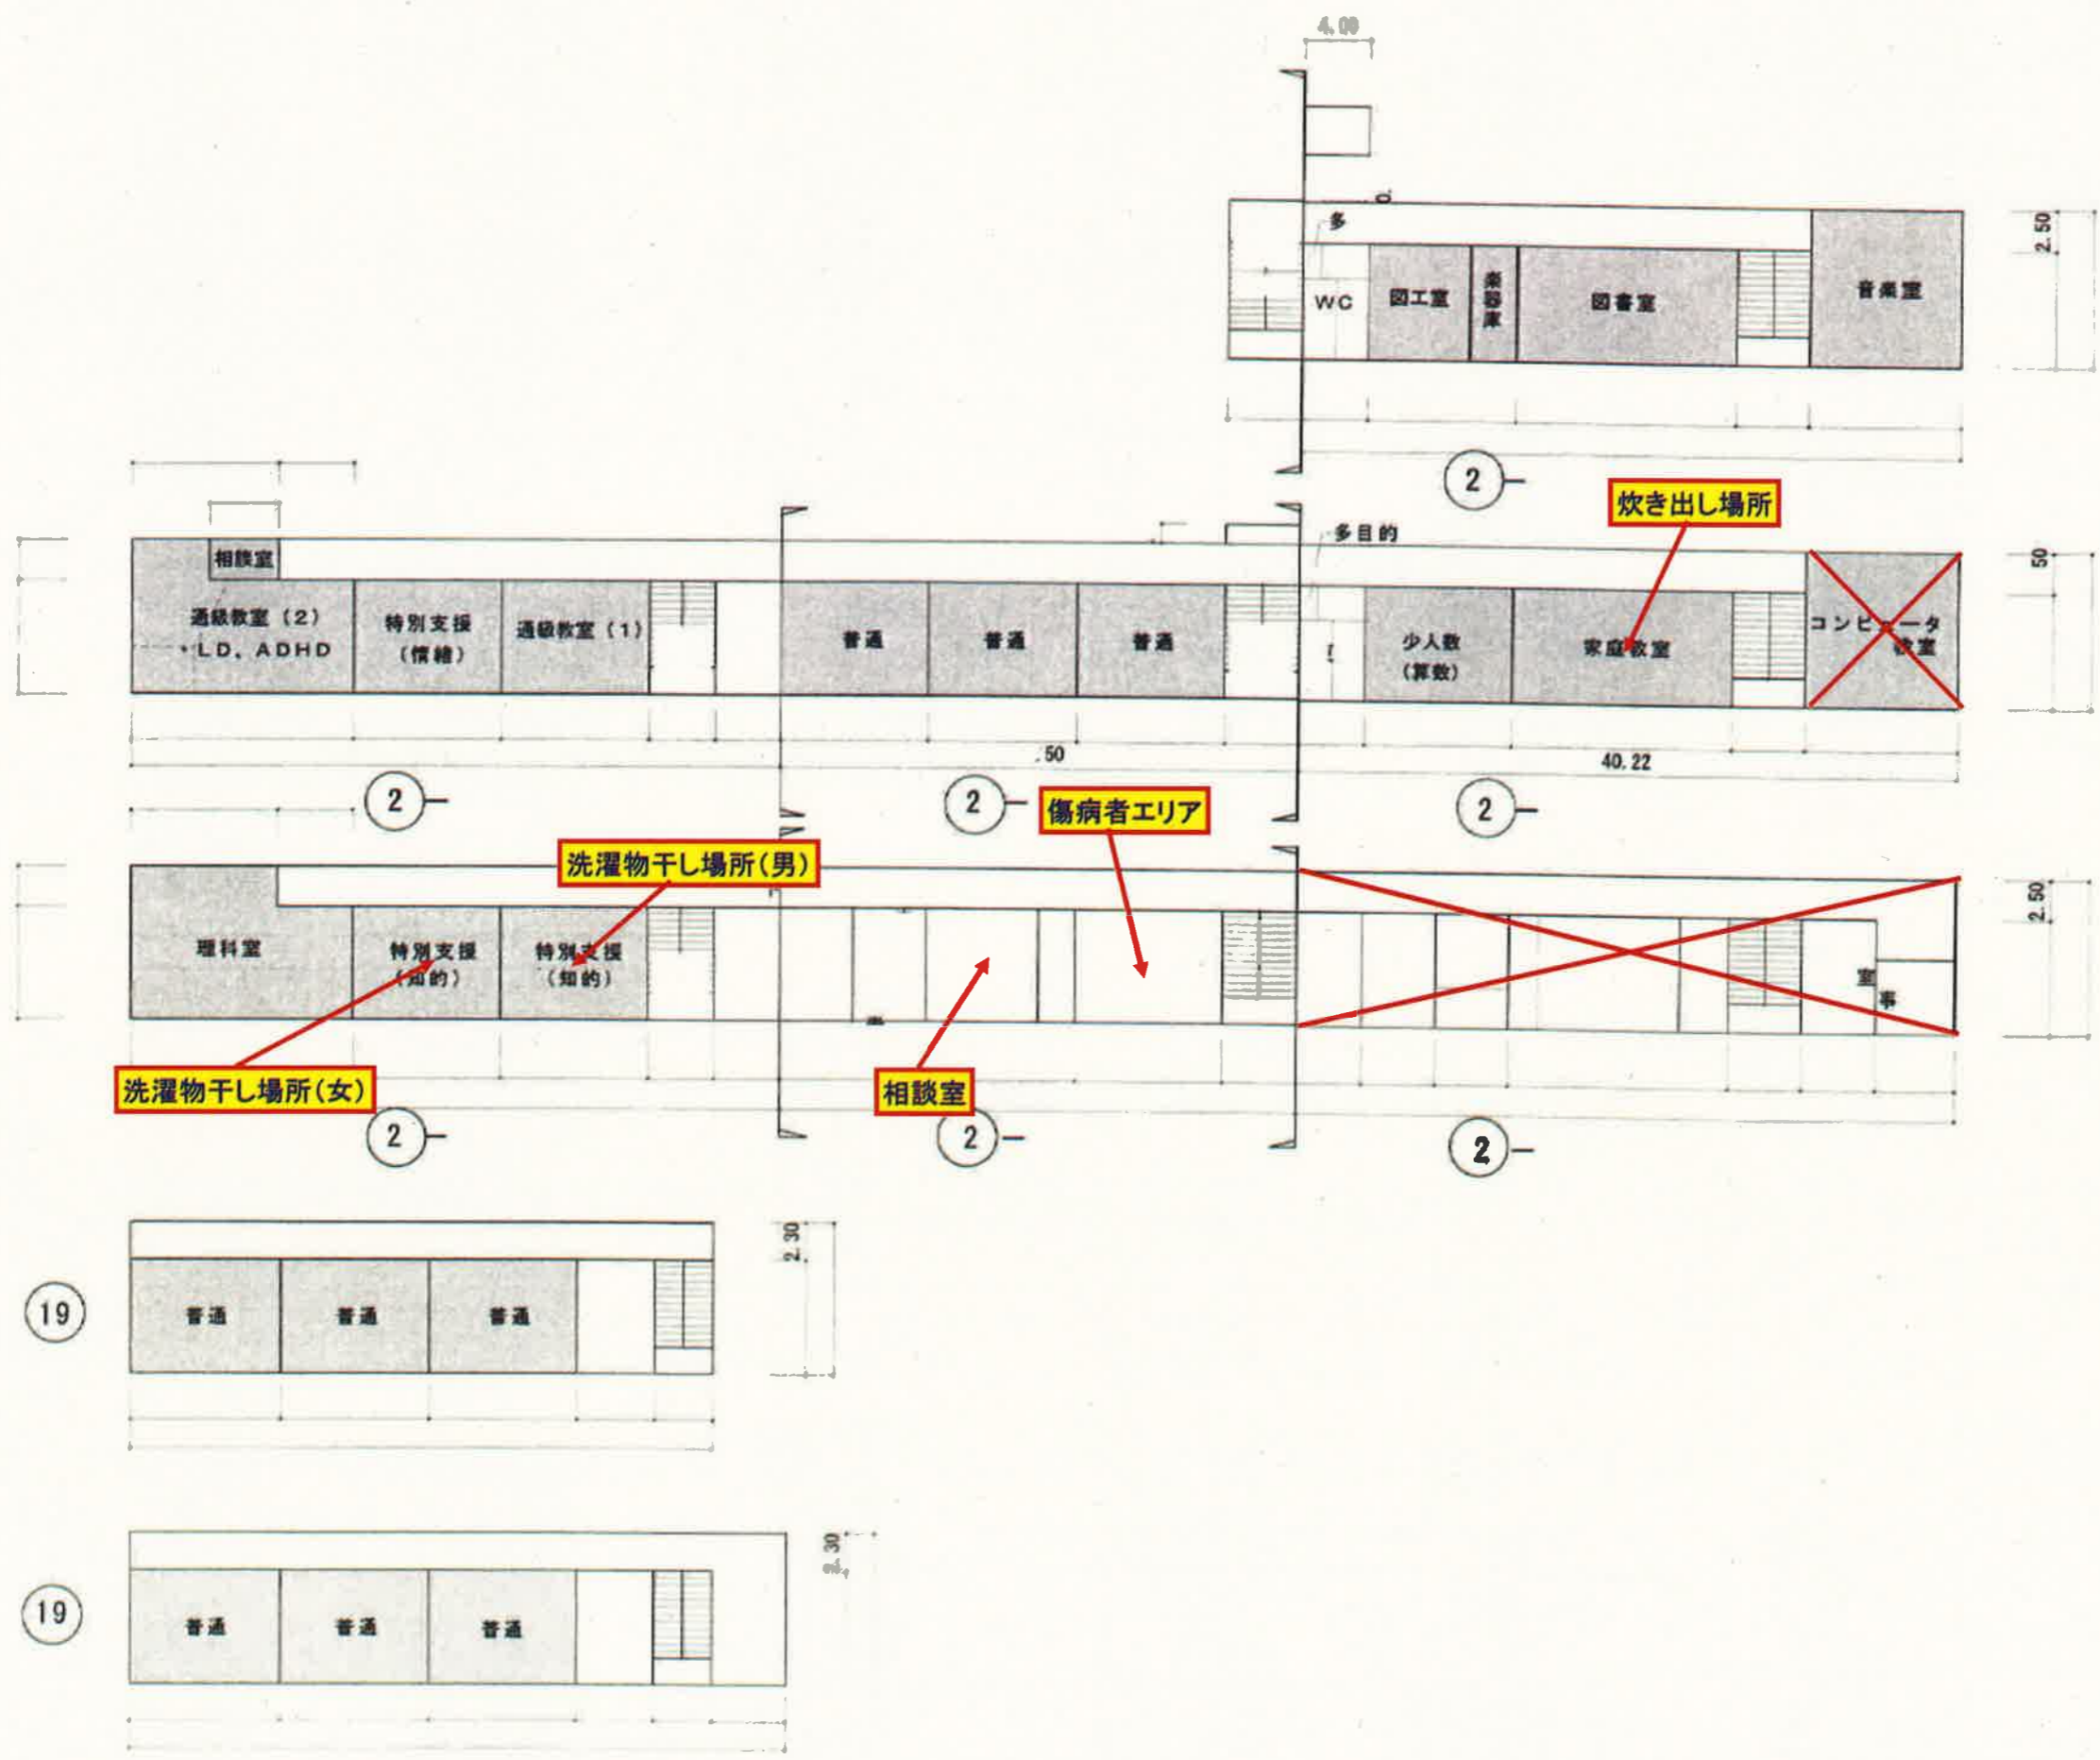 4.00
多
2.50
WC
図工室
楽器庫
図書室
音楽室
2
炊き出し場所
多目的
相談室
50
通級教室（2）
・LD．ADHD
特別支援
（情緒）
通級教室（1）
普通
普通
普通
少人数
（算数）
家庭教室
コンピュータ
教室
.50
40.22
2
2
2
傷病者エリア
洗濯物干し場所（男）
2.50
理科室
特別支援
（知的）
特別支援
（知的）
室
事
洗濯物干し場所（女）
相談室
2
2
2
2.30
19
普通
普通
普通
2.30
19
普通
普通
普通